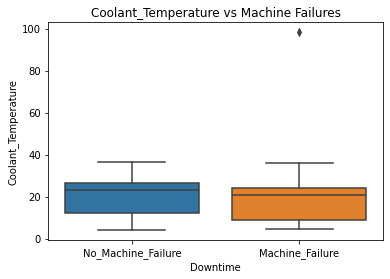 Coolant_Temperature vs Machine Failures
100
80
60
40
20
0
Coolant_Temperature
No_Machine_Failure
Machine_Failure
Downtime